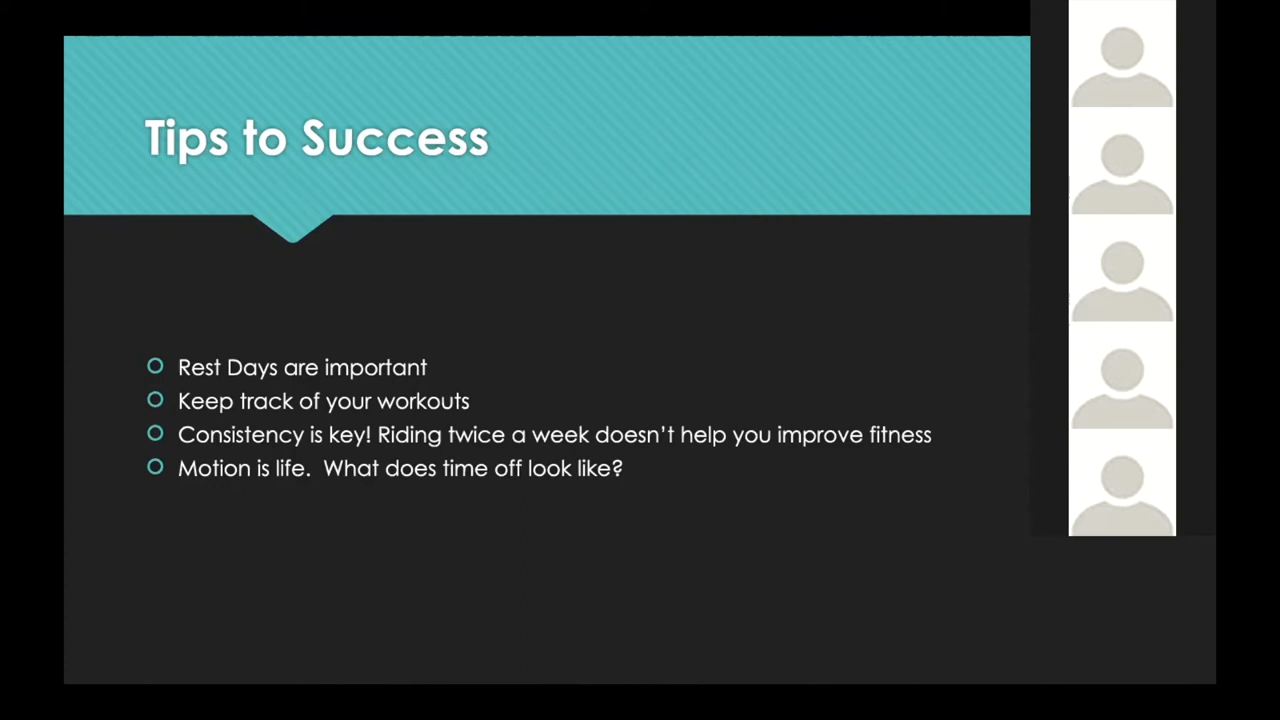 Tips to Success
Rest Days are important
Keep track of your workouts
Consistency is key! Riding twice a week doesn’t help you improve fitness
Motion is life.  What does time off look like?